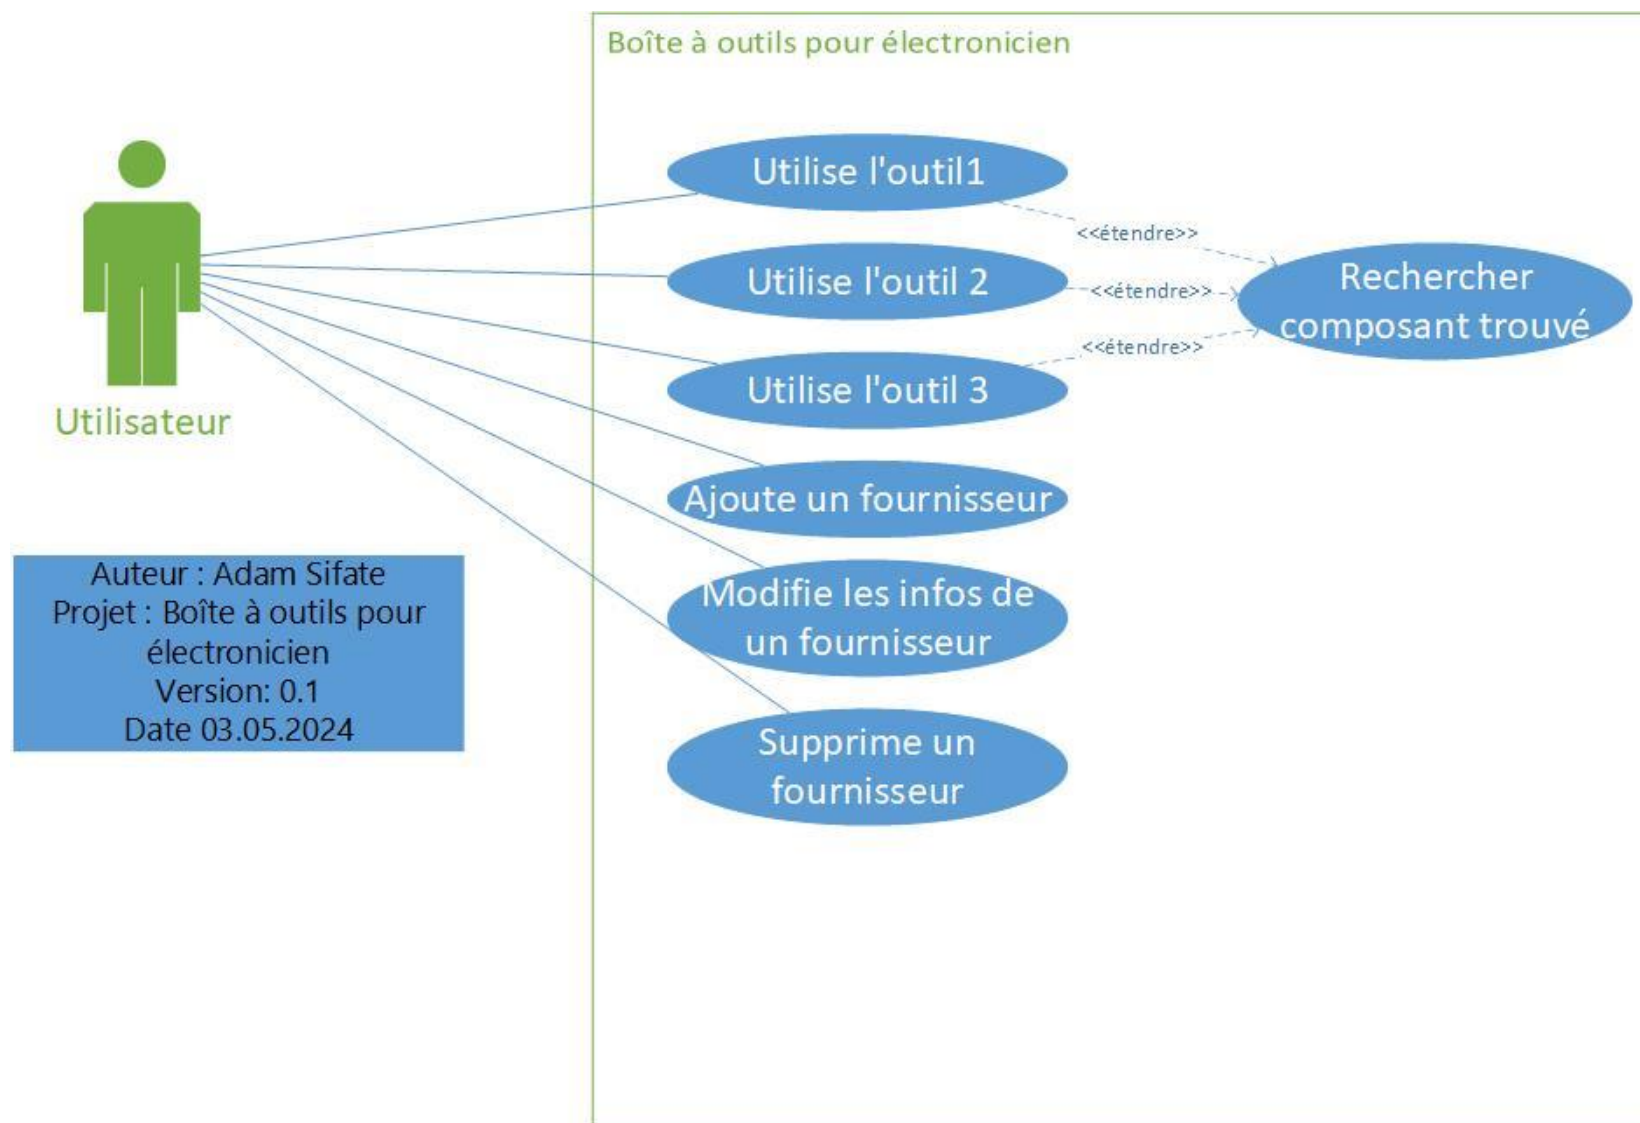 Boîte à outils pour électronicien
Utilise l'outil1
<<étendre>>
Utilise l'outil 2
<<étendre>>
Rechercher
composant trouvé
<<étendre>>
Utilise l'outil 3
Utilisateur
Ajoute un fournisseur
Modifie les infos de
un fournisseur
Supprime un
fournisseur
Auteur : Adam Sifate
Projet : Boîte à outils pour
électronicien
Version: 0.1
Date 03.05.2024